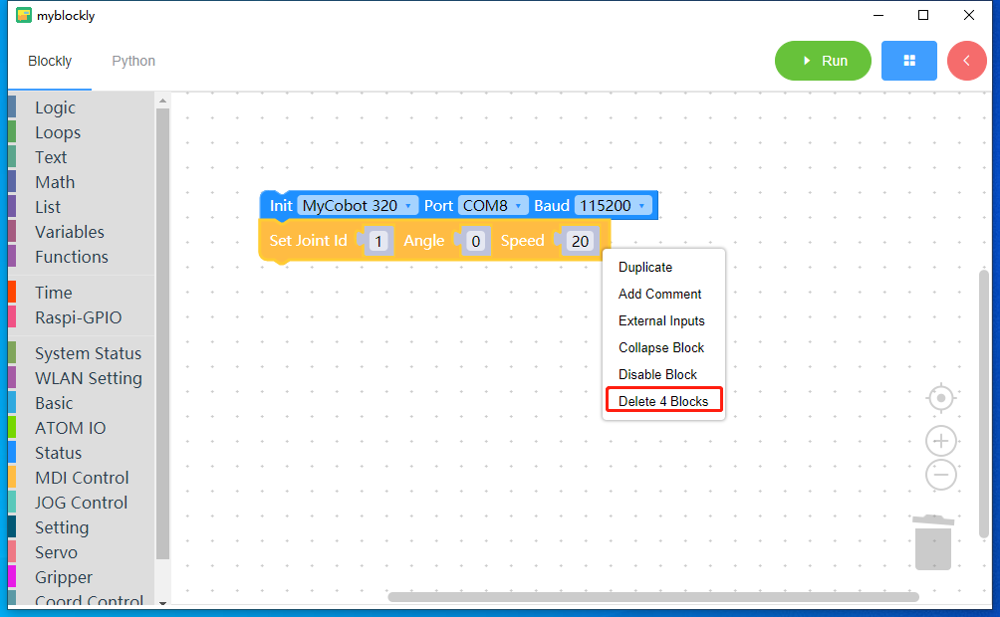 myblockly
Blockly
Python
Run
Logic
Loops
Text
Math
List
Variables
Functions
Time
Raspi-GPIO
System Status
WLAN Setting
Basic
ATOM IO
Status
MDI Control
JOG Control
Setting
Servo
Gripper
Coord Control
Init MyCobot 320 Port COM8 Baud 115200
Set Joint Id 1 Angle 0 Speed 20
Duplicate
Add Comment
External Inputs
Collapse Block
Disable Block
Delete 4 Blocks